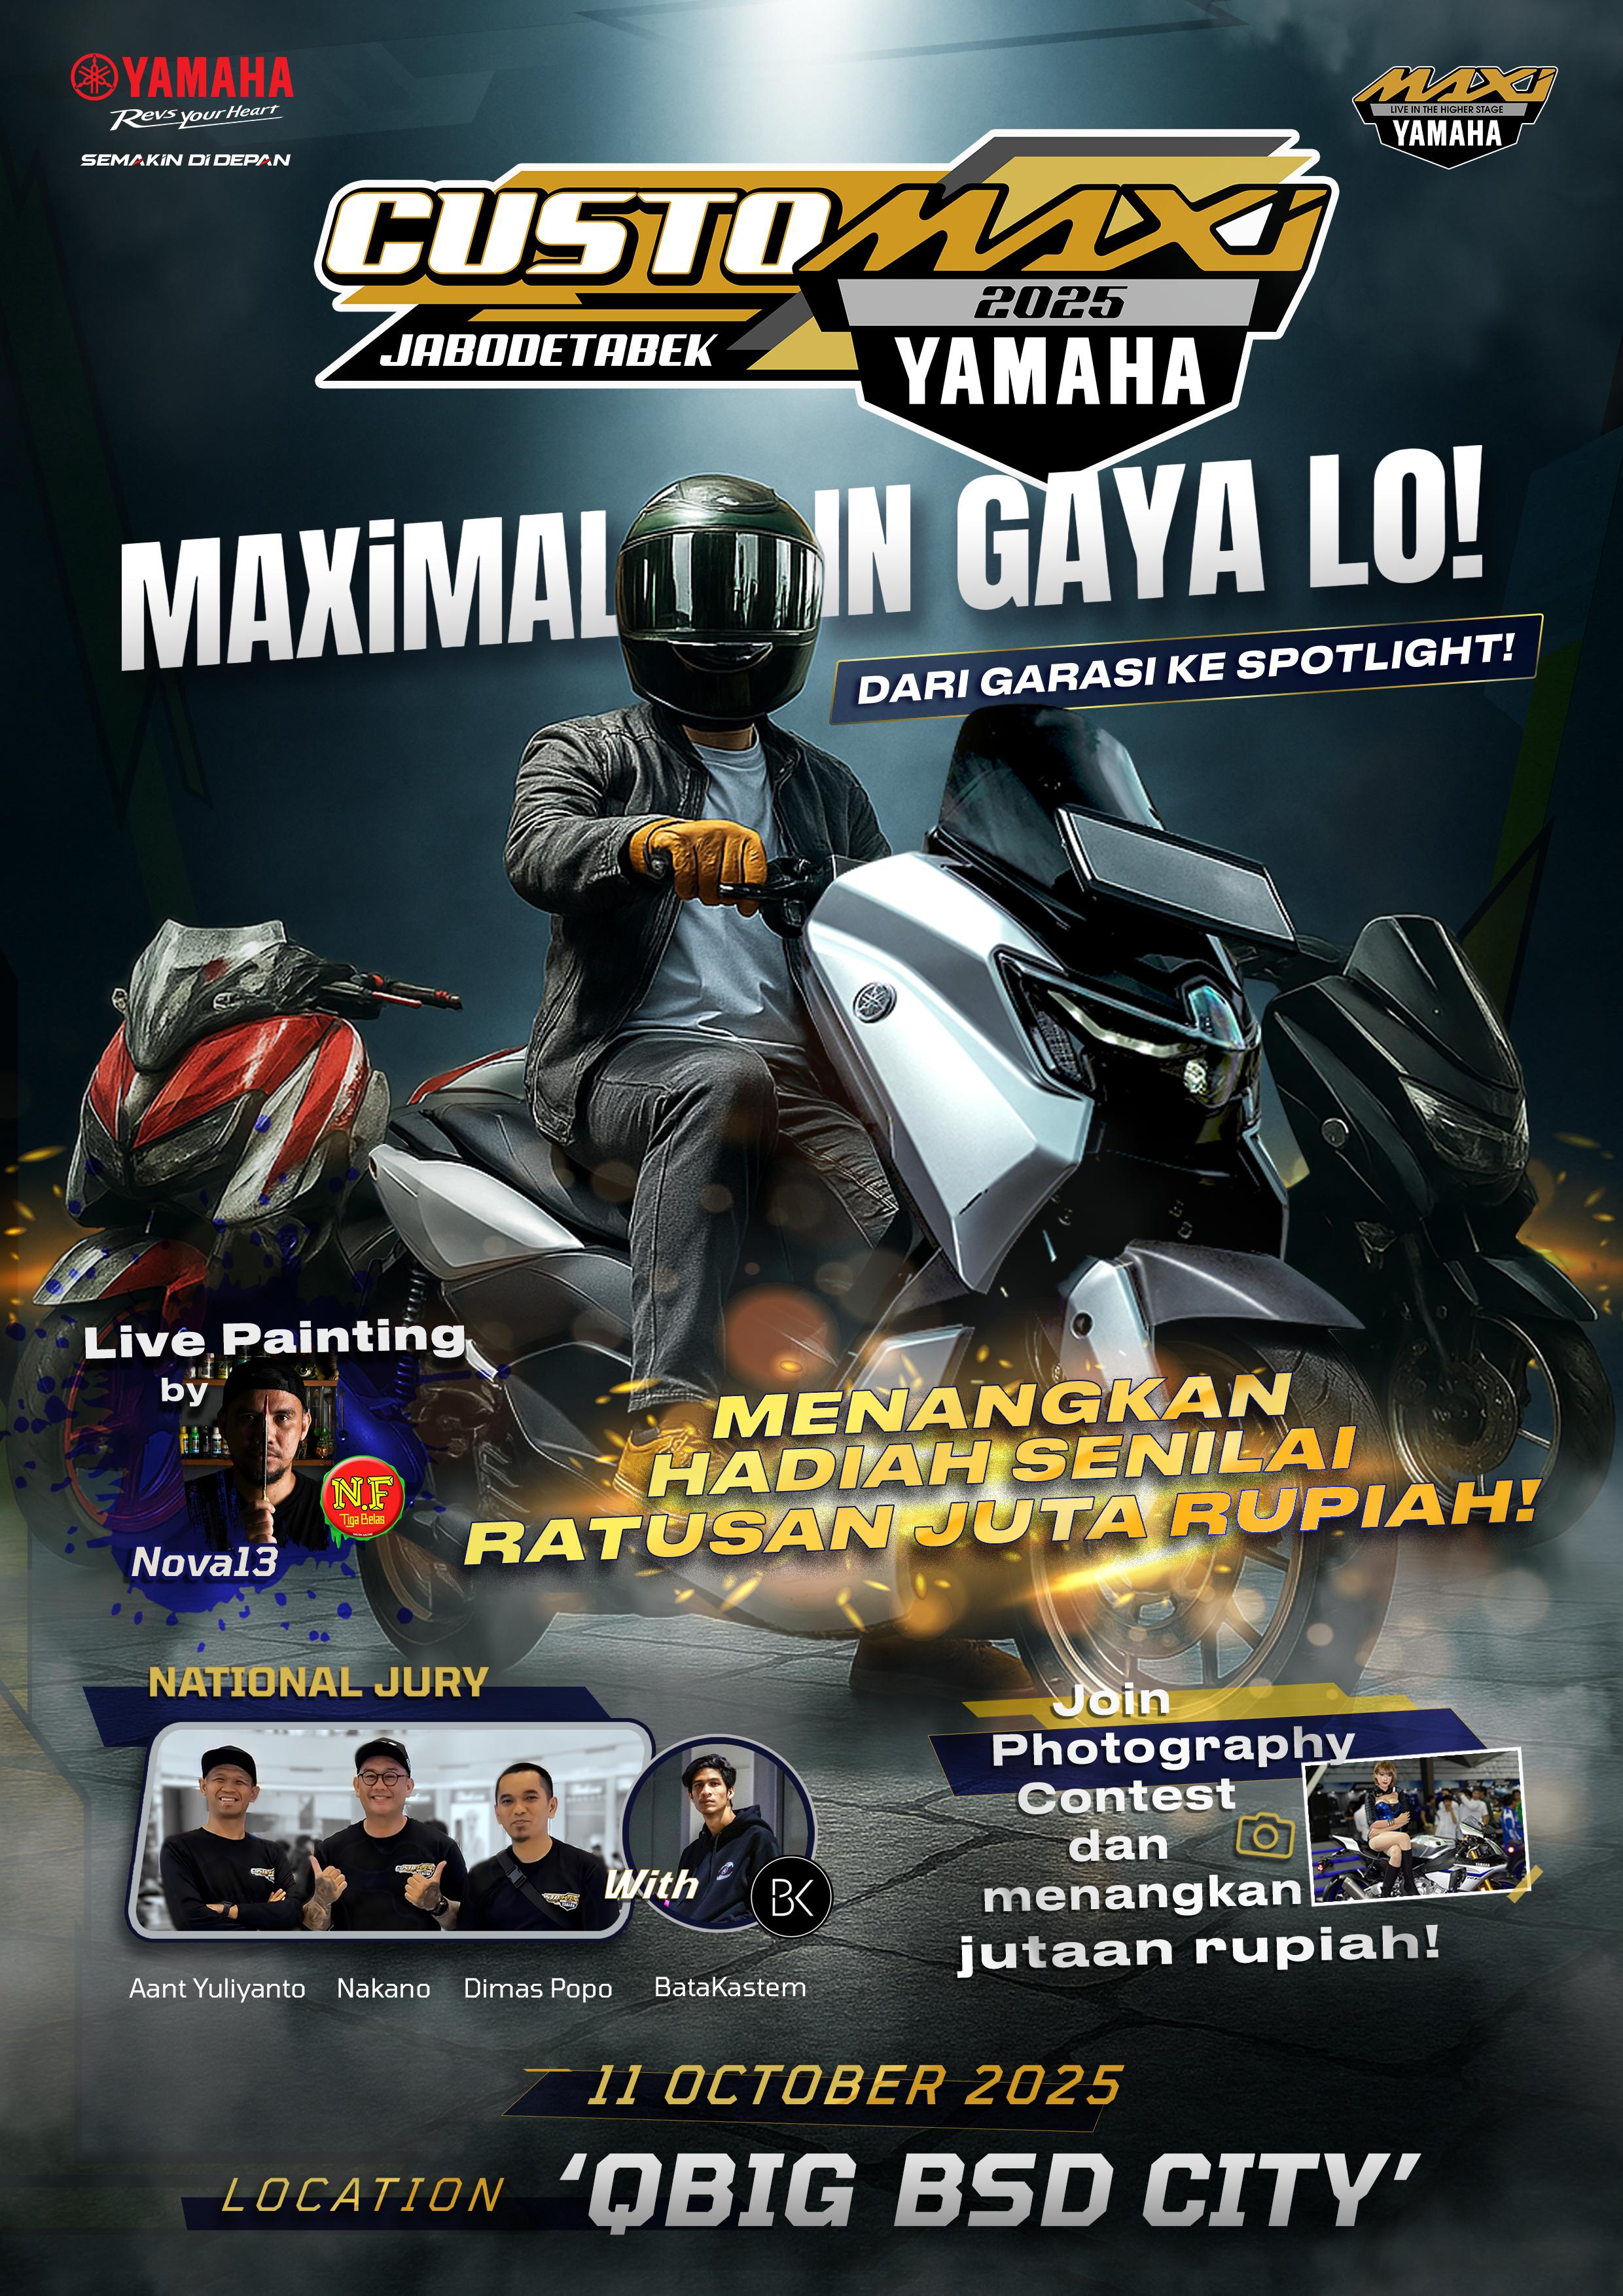 YAMAHA
Revs Your Heart
SEMAKiN Di DEPAN
MAXi
LIVE IN THE HIGHER STAGE
YAMAHA
CUSTOMAXi
2025
JABODETABEK
YAMAHA
MAXiMALIN GAYA LO!
DARI GARASI KE SPOTLIGHT!
Live Painting
by
N.F
Tiga Belas
Nova13
MENANGKAN
HADIAH SENILAI
RATUSAN JUTA RUPIAH!
NATIONAL JURY
With
BK
Aant Yuliyanto Nakano Dimas Popo BataKastem
Join
Photography
Contest
dan
menangkan
jutaan rupiah!
11 OCTOBER 2025
LOCATION 'QBIG BSD CITY'